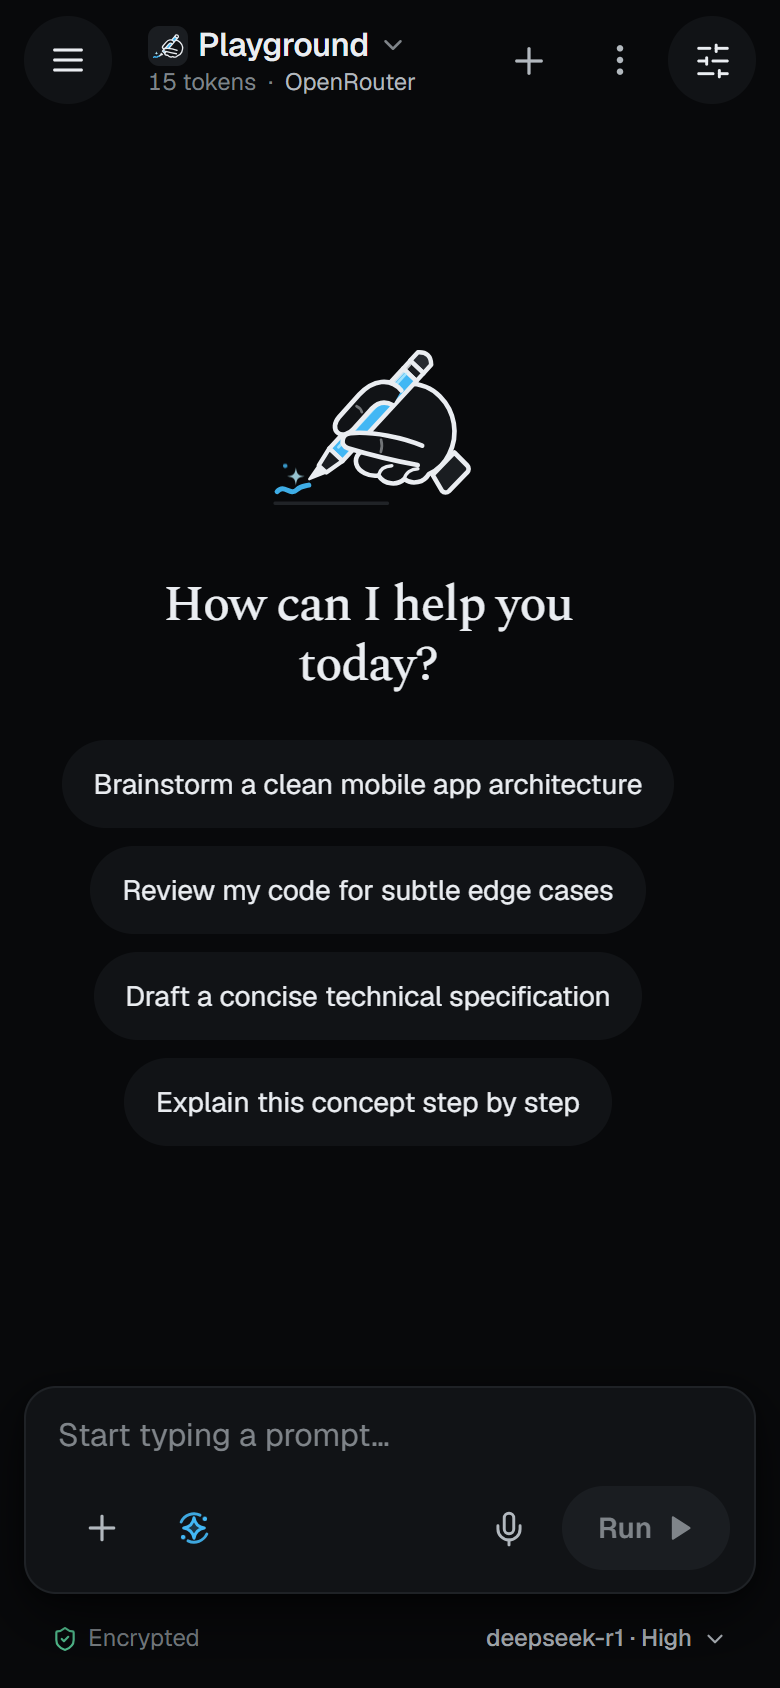 Playground
15 tokens · OpenRouter
How can I help you
today?
Brainstorm a clean mobile app architecture
Review my code for subtle edge cases
Draft a concise technical specification
Explain this concept step by step
Start typing a prompt...
Run
Encrypted
deepseek-r1 · High